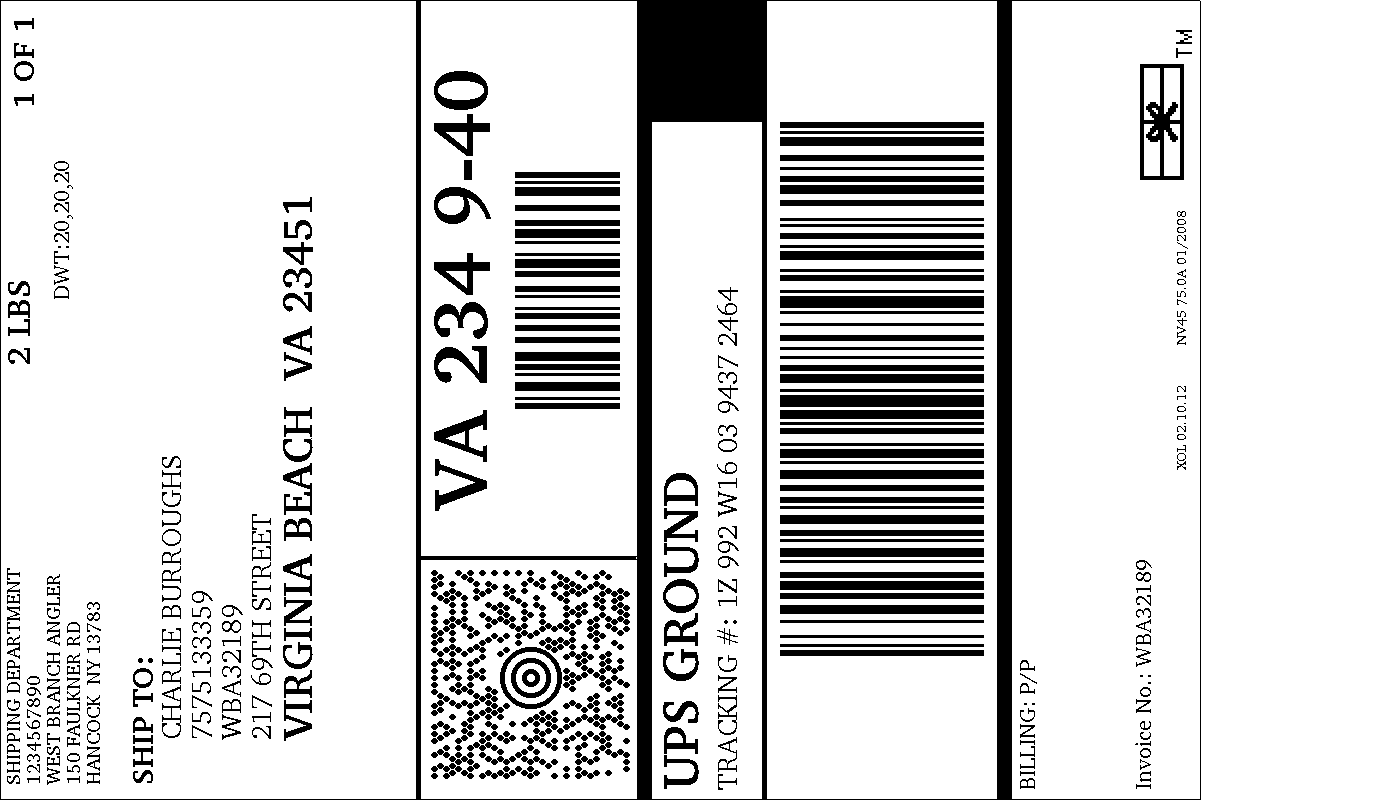 SHIPPING DEPARTMENT
1234567890
WEST BRANCH ANGLER
150 FAULKNER RD
HANCOCK NY 13783
2 LBS
1 OF 1
DWT:20,20,20
SHIP TO:
CHARLIE BURROUGHS
7575133359
WBA32189
217 69TH STREET
VIRGINIA BEACH VA 23451
VA 234 9-40
UPS GROUND
TRACKING #: 1Z 992 W16 03 9437 2464
BILLING: P/P
Invoice No.: WBA32189
XOL 02.10.12 NV45 75.0A 01/2008
TM